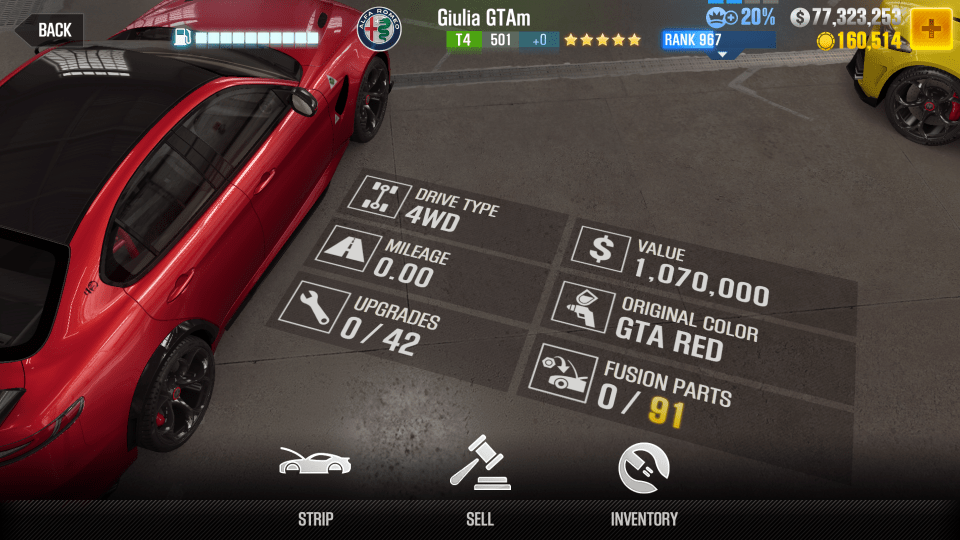 BACK
ALFA ROMEO
Giulia GTAm
T4 501 +0
20%
$ 77,323,253
RANK 967
160,514
DRIVE TYPE
4WD
MILEAGE
0.00
UPGRADES
0/42
$ VALUE
1,070,000
ORIGINAL COLOR
GTA RED
FUSION PARTS
0/91
STRIP
SELL
INVENTORY